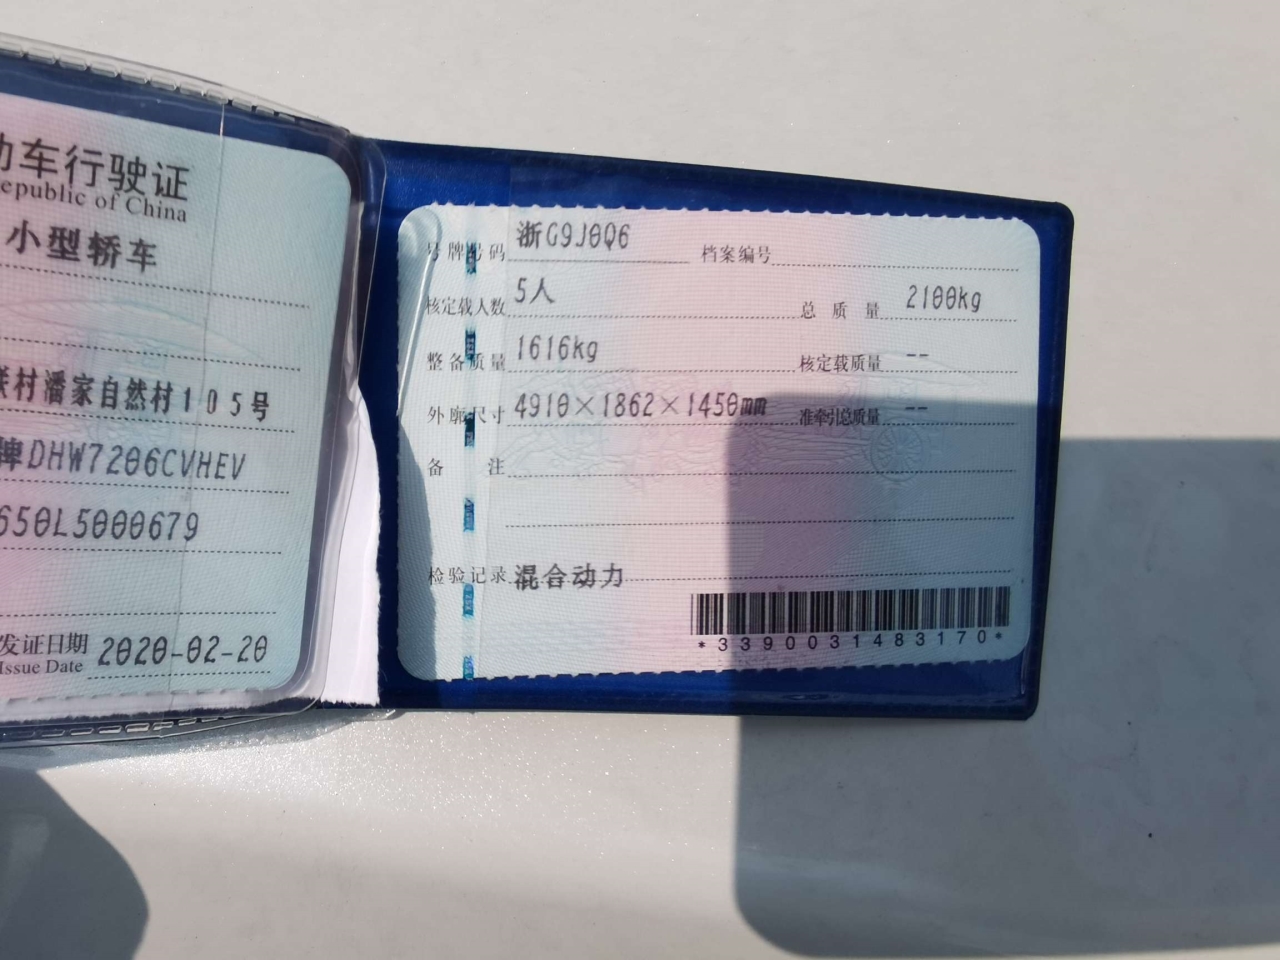 动车行驶证
epublic of China
小型轿车
村潘家自然村105号
牌DHW7206CVHEV
650L5000679
发证日期 2020-02-20
Issue Date
号牌号码 浙G9J0Q6 档案编号
核定载人数 5人 总质量 2100kg
整备质量 1616kg 核定载质量 --
外廓尺寸 4910×1862×1450mm 准牵引总质量 --
备注
检验记录 混合动力
*3390031483170*